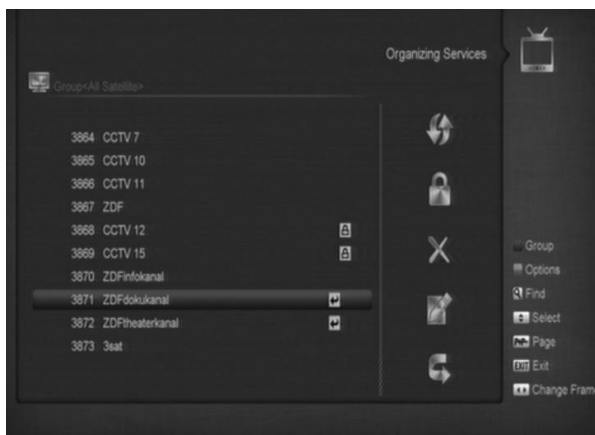 Organizing Services
Group<All Satellite>
3864 CCTV 7
3865 CCTV 10
3866 CCTV 11
3867 ZDF
3868 CCTV 12
3869 CCTV 15
3870 ZDFinfokanal
3871 ZDFdokukanal
3872 ZDFtheaterkanal
3873 3sat
Group
Options
Find
Select
Page
EXIT Exit
Change Fram